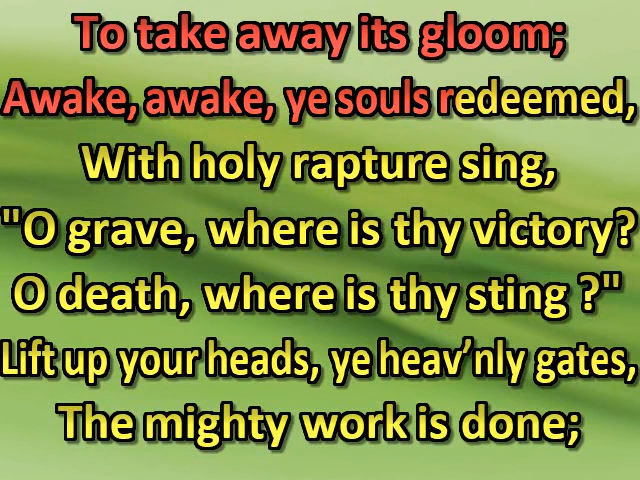 To take away its gloom;
Awake, awake, ye souls redeemed,
With holy rapture sing,
"O grave, where is thy victory?
O death, where is thy sting ?"
Lift up your heads, ye heav’nly gates,
The mighty work is done;